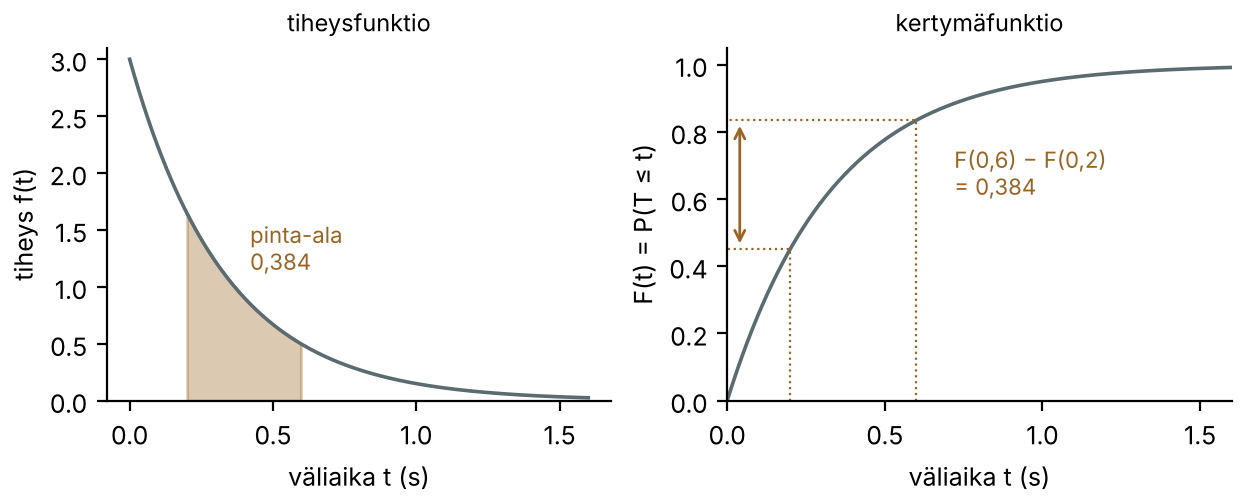 tiheysfunktio
tiheys f(t)
3.0
2.5
2.0
1.5
1.0
0.5
0.0
pinta-ala
0,384
0.0
0.5
1.0
1.5
väliaika t (s)
kertymäfunktio
F(t) = P(T ≤ t)
1.0
0.8
0.6
0.4
0.2
0.0
F(0,6) − F(0,2)
= 0,384
0.0
0.5
1.0
1.5
väliaika t (s)